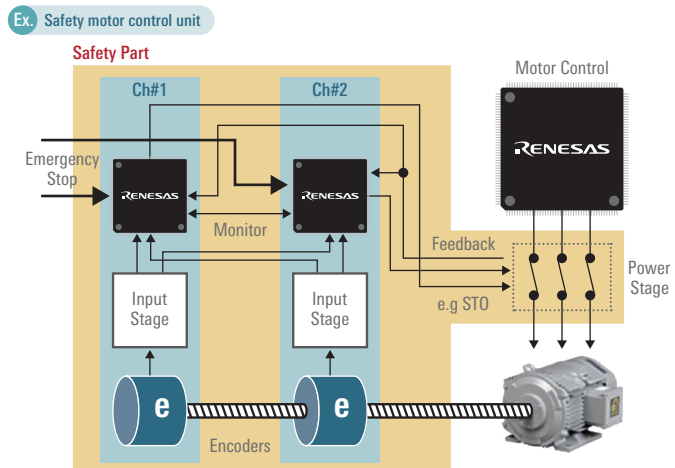 Ex. Safety motor control unit
Safety Part
Ch#1
Ch#2
Motor Control
RENESAS
Emergency
Stop
RENESAS
RENESAS
Monitor
Feedback
Power
Stage
e.g STO
Input
Stage
Input
Stage
e
e
Encoders